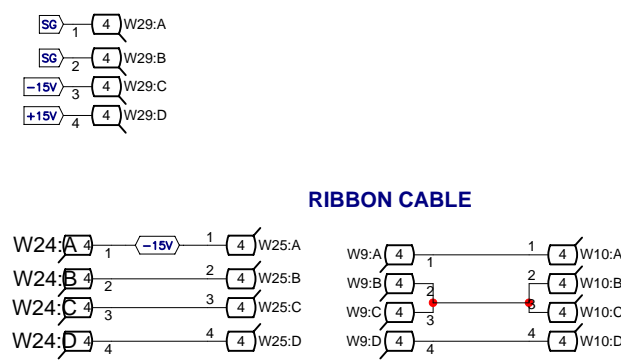 SG 1 4 W29:A
SG 2 4 W29:B
−15V 3 4 W29:C
+15V 4 4 W29:D
RIBBON CABLE
W24:A 4 1 −15V 1 4 W25:A
W24:B 4 2 2 4 W25:B
W24:C 4 3 3 4 W25:C
W24:D 4 4 4 4 W25:D
W9:A 4 1 1 4 W10:A
W9:B 4 2 2 4 W10:B
W9:C 4 3 3 4 W10:C
W9:D 4 4 4 4 W10:D